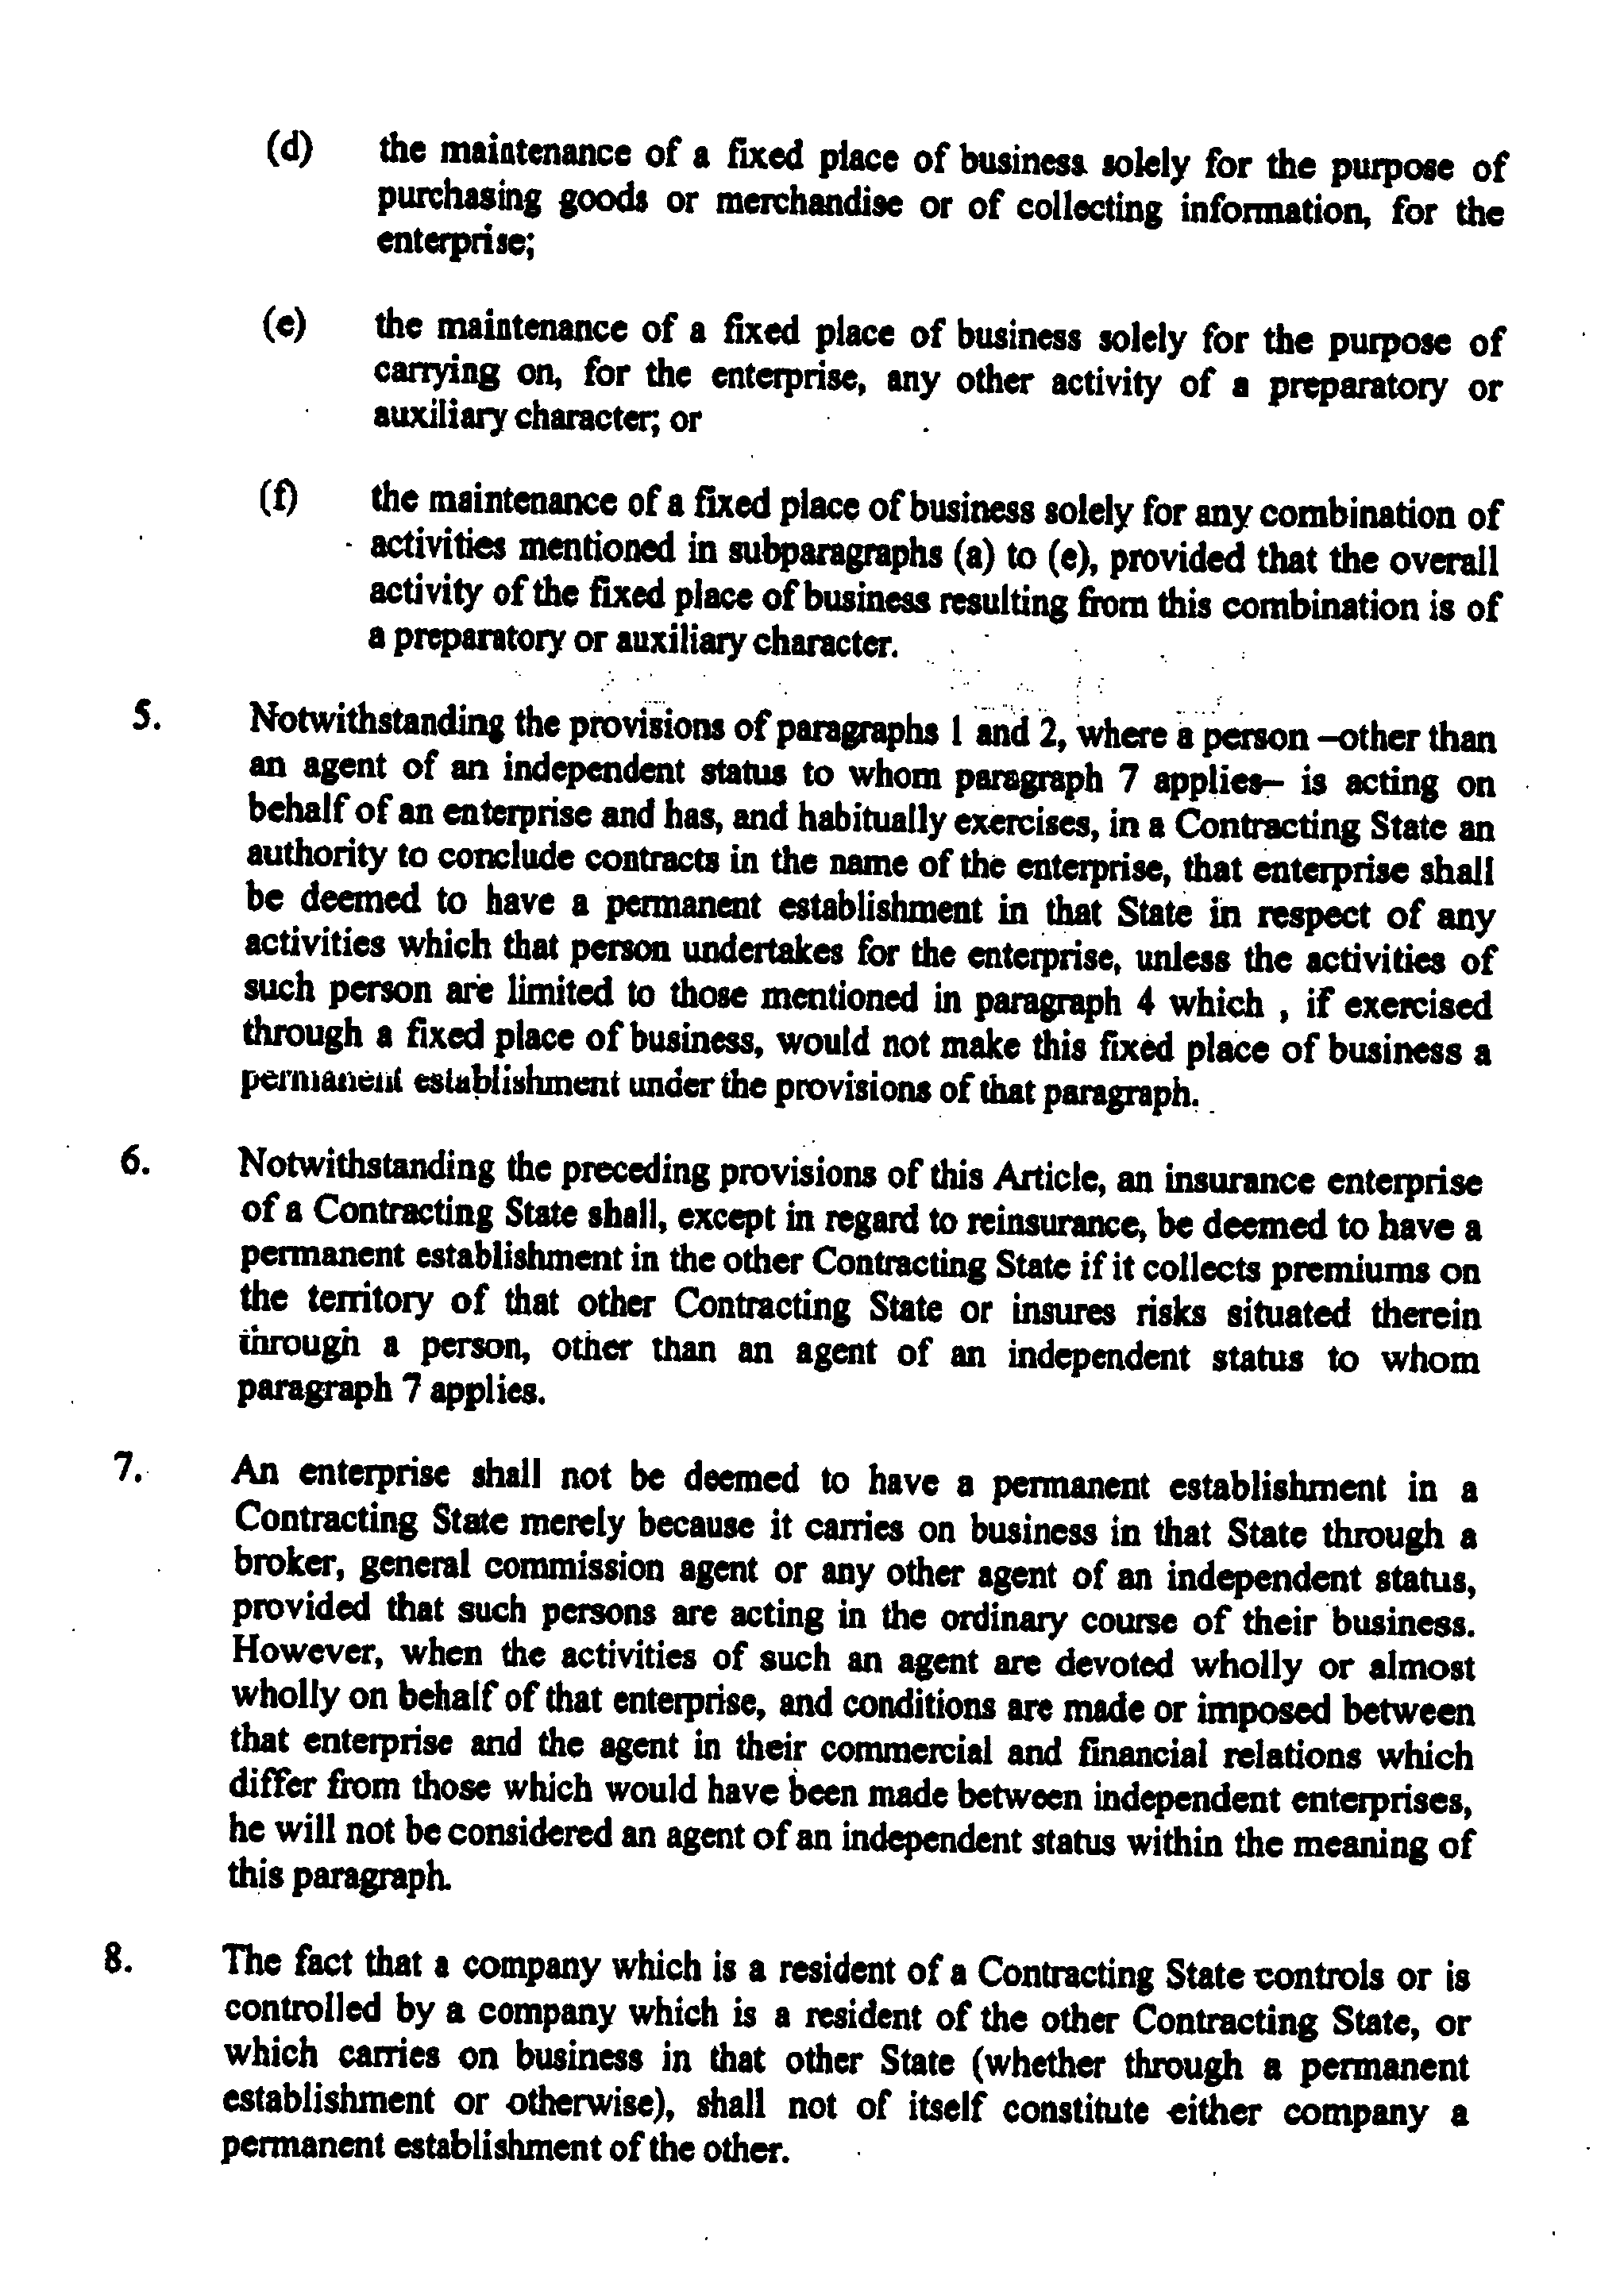 (d) the maintenance of a fixed place of business solely for the purpose of
purchasing goods or merchandise or of collecting information, for the
enterprise;
(e) the maintenance of a fixed place of business solely for the purpose of
carrying on, for the enterprise, any other activity of a preparatory or
auxiliary character; or
(f) the maintenance of a fixed place of business solely for any combination of
activities mentioned in subparagraphs (a) to (e), provided that the overall
activity of the fixed place of business resulting from this combination is of
a preparatory or auxiliary character.
5. Notwithstanding the provisions of paragraphs 1 and 2, where a person –other than
an agent of an independent status to whom paragraph 7 applies– is acting on
behalf of an enterprise and has, and habitually exercises, in a Contracting State an
authority to conclude contracts in the name of the enterprise, that enterprise shall
be deemed to have a permanent establishment in that State in respect of any
activities which that person undertakes for the enterprise, unless the activities of
such person are limited to those mentioned in paragraph 4 which , if exercised
through a fixed place of business, would not make this fixed place of business a
permanent establishment under the provisions of that paragraph.
6. Notwithstanding the preceding provisions of this Article, an insurance enterprise
of a Contracting State shall, except in regard to reinsurance, be deemed to have a
permanent establishment in the other Contracting State if it collects premiums on
the territory of that other Contracting State or insures risks situated therein
through a person, other than an agent of an independent status to whom
paragraph 7 applies.
7. An enterprise shall not be deemed to have a permanent establishment in a
Contracting State merely because it carries on business in that State through a
broker, general commission agent or any other agent of an independent status,
provided that such persons are acting in the ordinary course of their business.
However, when the activities of such an agent are devoted wholly or almost
wholly on behalf of that enterprise, and conditions are made or imposed between
that enterprise and the agent in their commercial and financial relations which
differ from those which would have been made between independent enterprises,
he will not be considered an agent of an independent status within the meaning of
this paragraph.
8. The fact that a company which is a resident of a Contracting State controls or is
controlled by a company which is a resident of the other Contracting State, or
which carries on business in that other State (whether through a permanent
establishment or otherwise), shall not of itself constitute either company a
permanent establishment of the other.